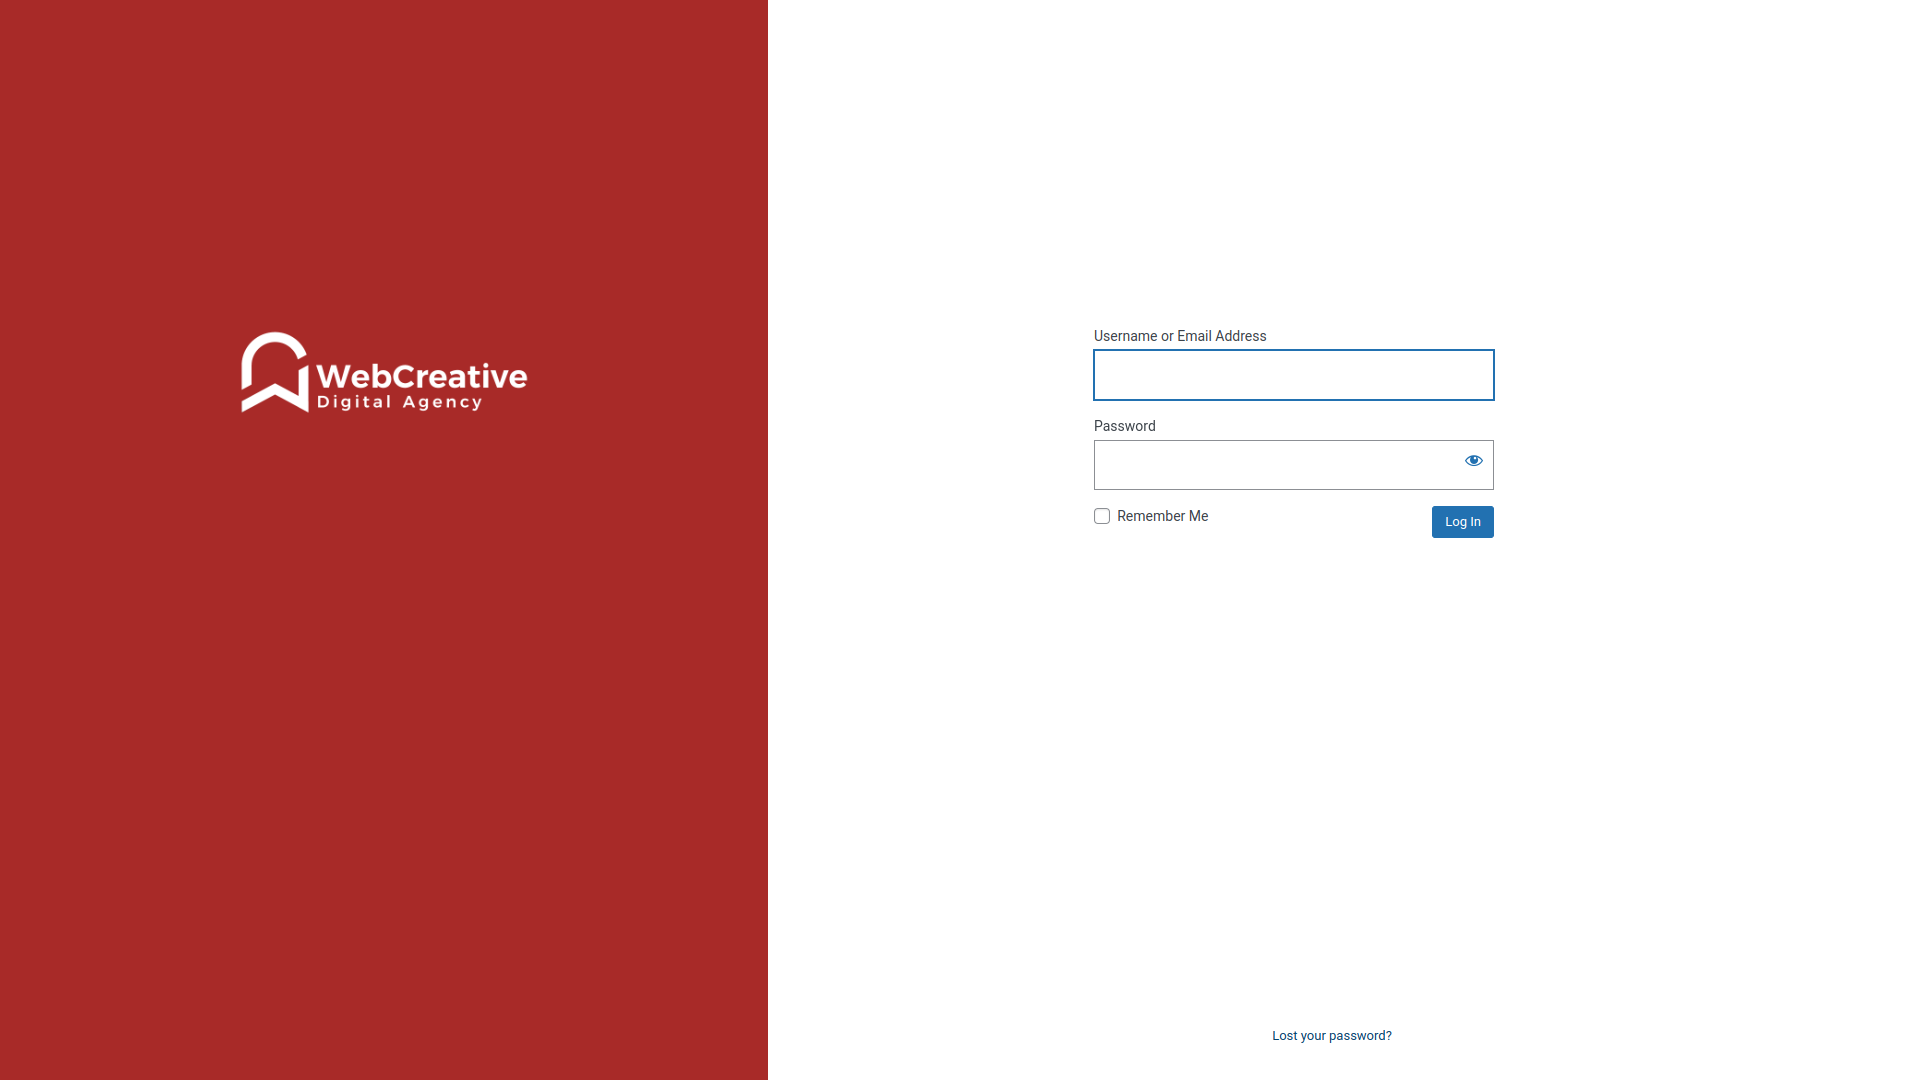 WebCreative
Digital Agency
Username or Email Address
Password
Remember Me
Log In
Lost your password?